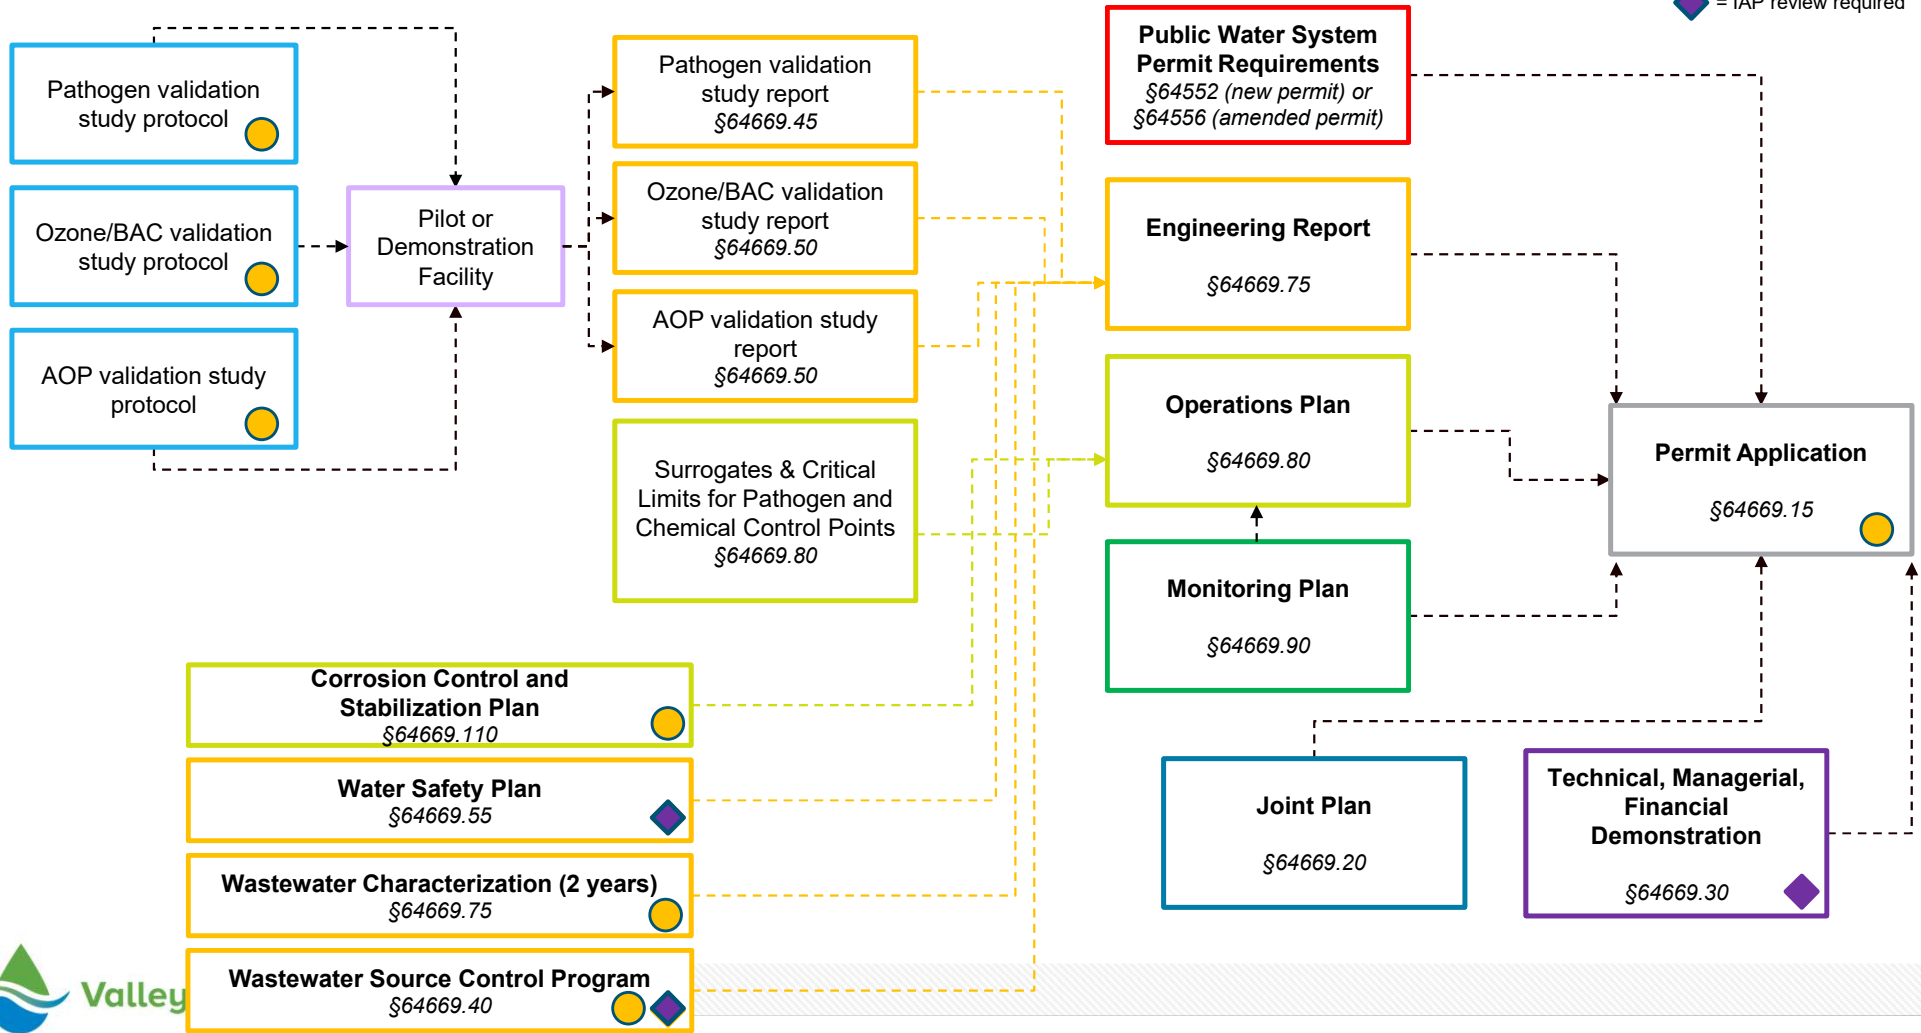 = IAP review required
Pathogen validation
study protocol
Ozone/BAC validation
study protocol
AOP validation study
protocol
Pilot or
Demonstration
Facility
Pathogen validation
study report
§64669.45
Ozone/BAC validation
study report
§64669.50
AOP validation study
report
§64669.50
Surrogates & Critical
Limits for Pathogen and
Chemical Control Points
§64669.80
Public Water System
Permit Requirements
§64552 (new permit) or
§64556 (amended permit)
Engineering Report
§64669.75
Operations Plan
§64669.80
Monitoring Plan
§64669.90
Permit Application
§64669.15
Corrosion Control and
Stabilization Plan
§64669.110
Water Safety Plan
§64669.55
Wastewater Characterization (2 years)
§64669.75
Wastewater Source Control Program
§64669.40
Joint Plan
§64669.20
Technical, Managerial,
Financial
Demonstration
§64669.30
Valley